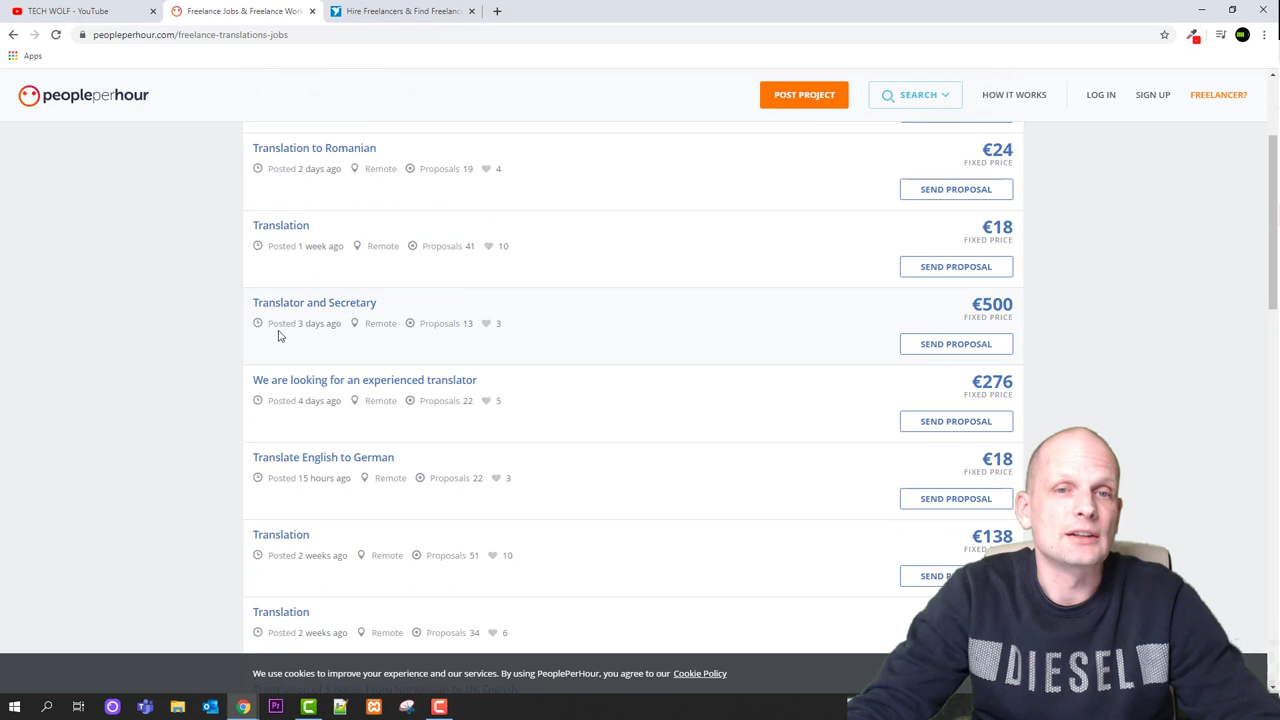 TECH WOLF - YouTube
Freelance Jobs & Freelance Work
Hire Freelancers & Find Freelanc
peopleperhour.com/freelance-translations-jobs
Apps
peopleperhour
POST PROJECT
SEARCH
HOW IT WORKS
LOG IN
SIGN UP
FREELANCER?
Translation to Romanian
€24
FIXED PRICE
Posted 2 days ago Remote Proposals 19 4
SEND PROPOSAL
Translation
€18
FIXED PRICE
Posted 1 week ago Remote Proposals 41 10
SEND PROPOSAL
Translator and Secretary
€500
FIXED PRICE
Posted 3 days ago Remote Proposals 13 3
SEND PROPOSAL
We are looking for an experienced translator
€276
FIXED PRICE
Posted 4 days ago Remote Proposals 22 5
SEND PROPOSAL
Translate English to German
€18
FIXED PRICE
Posted 15 hours ago Remote Proposals 22 3
SEND PROPOSAL
Translation
€138
Posted 2 weeks ago Remote Proposals 51 10
SEND
Translation
Posted 2 weeks ago Remote Proposals 34 6
We use cookies to improve your experience and our services. By using PeoplePerHour, you agree to our Cookie Policy
DIESEL
Pr